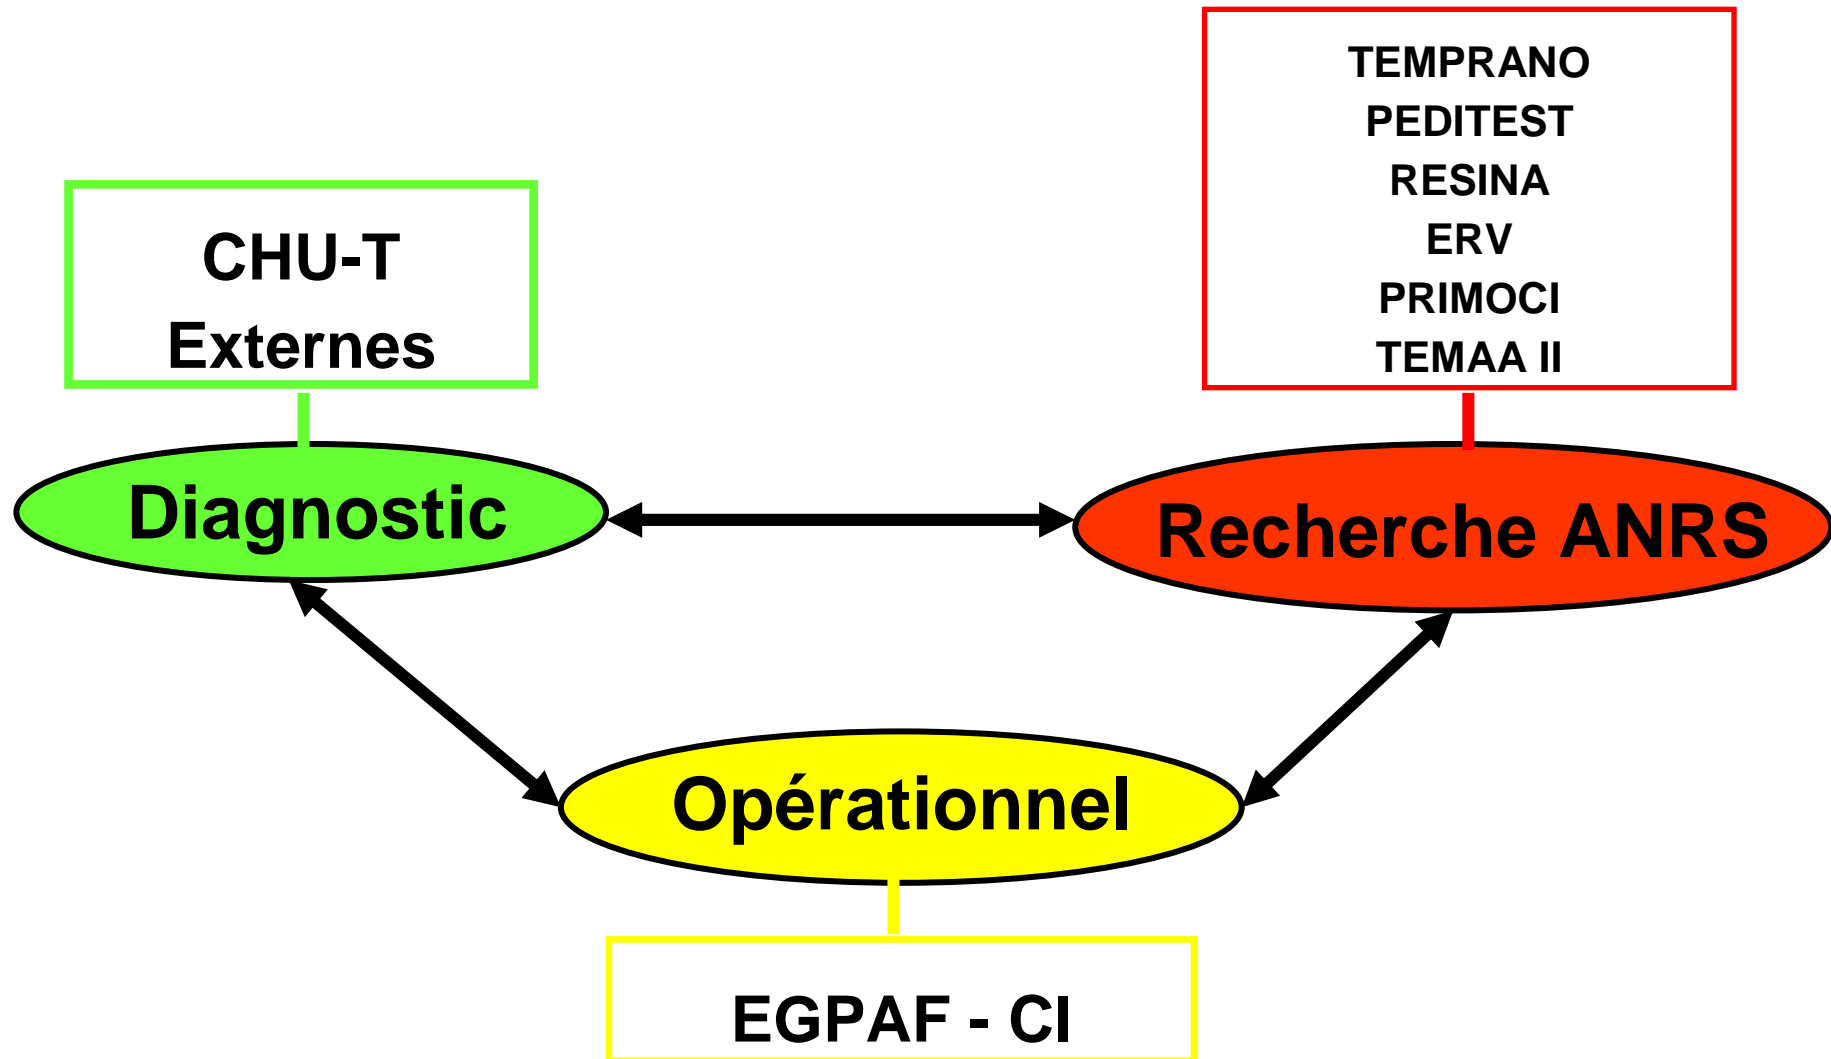 TEMPRANO
PEDITEST
RESINA
ERV
PRIMOCI
TEMAA II
CHU-T
Externes
Diagnostic
Recherche ANRS
Opérationnel
EGPAF - CI